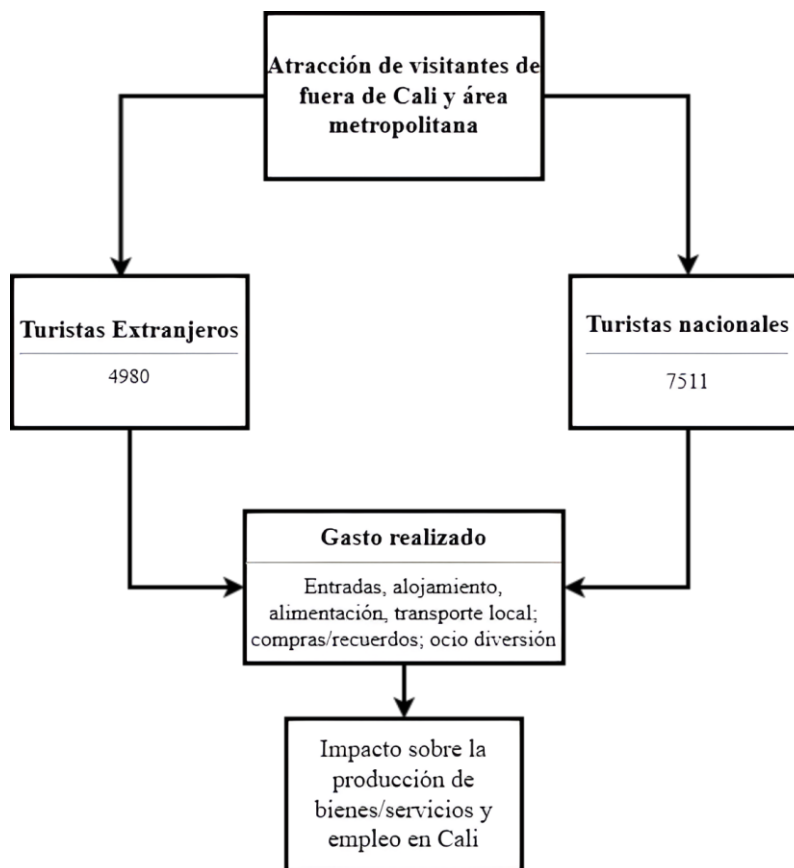 Atracción de visitantes de
fuera de Cali y área
metropolitana
Turistas Extranjeros
4980
Turistas nacionales
7511
Gasto realizado
Entradas, alojamiento,
alimentación, transporte local;
compras/recuerdos; ocio diversión
Impacto sobre la
producción de
bienes/servicios y
empleo en Cali